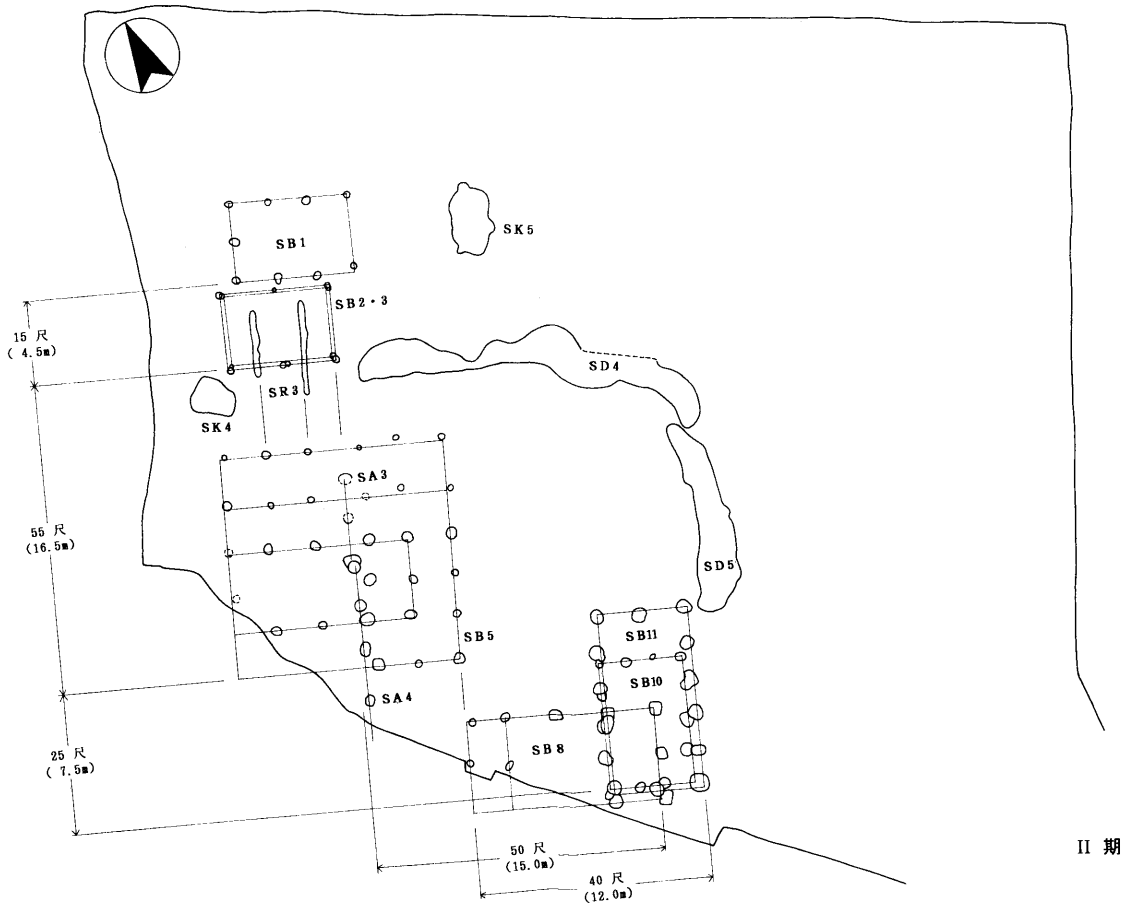 SB1
SK5
SB2・3
15 尺
( 4.5m)
SD4
SR3
SK4
SA3
55 尺
(16.5m)
SD5
SB5
SB11
SB10
SA4
SB8
25 尺
( 7.5m)
50 尺
(15.0m)
40 尺
(12.0m)
II 期